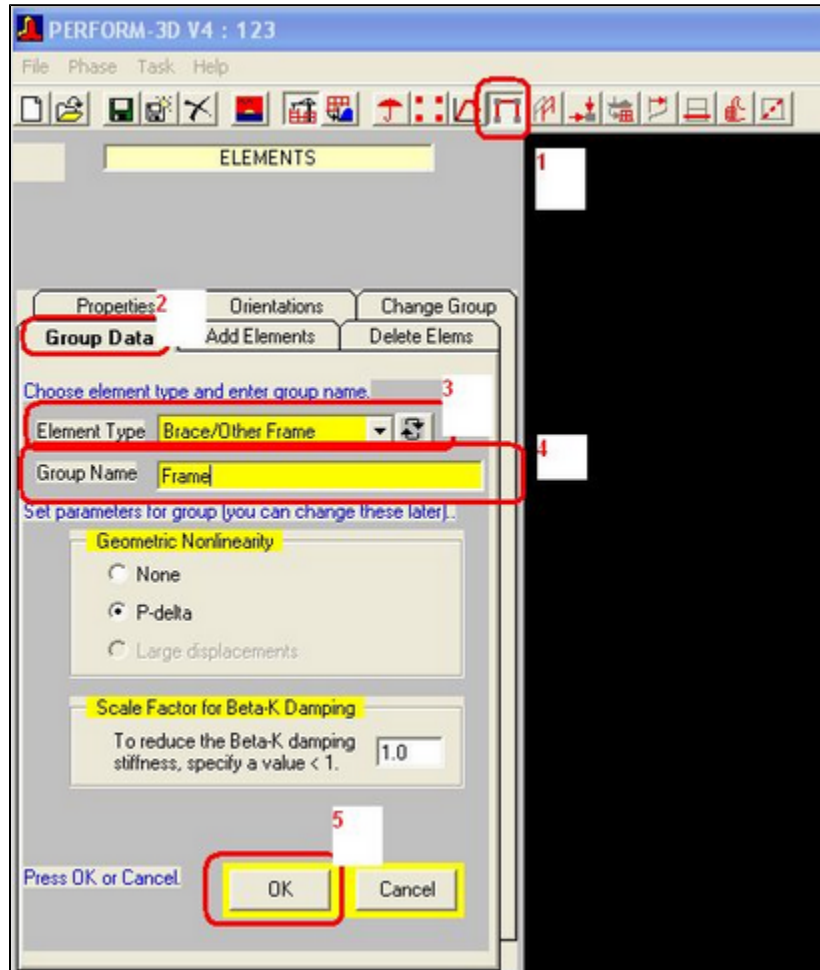 PERFORM-3D V4 : 123
File Phase Task Help
ELEMENTS
1
Properties 2 Orientations Change Group
Group Data Add Elements Delete Elems
Choose element type and enter group name. 3
Element Type Brace/Other Frame
4
Group Name Frame
Set parameters for group (you can change these later)..
Geometric Nonlinearity
None
P-delta
Large displacements
Scale Factor for Beta-K Damping
To reduce the Beta-K damping
stiffness, specify a value < 1. 1.0
5
Press OK or Cancel. OK Cancel